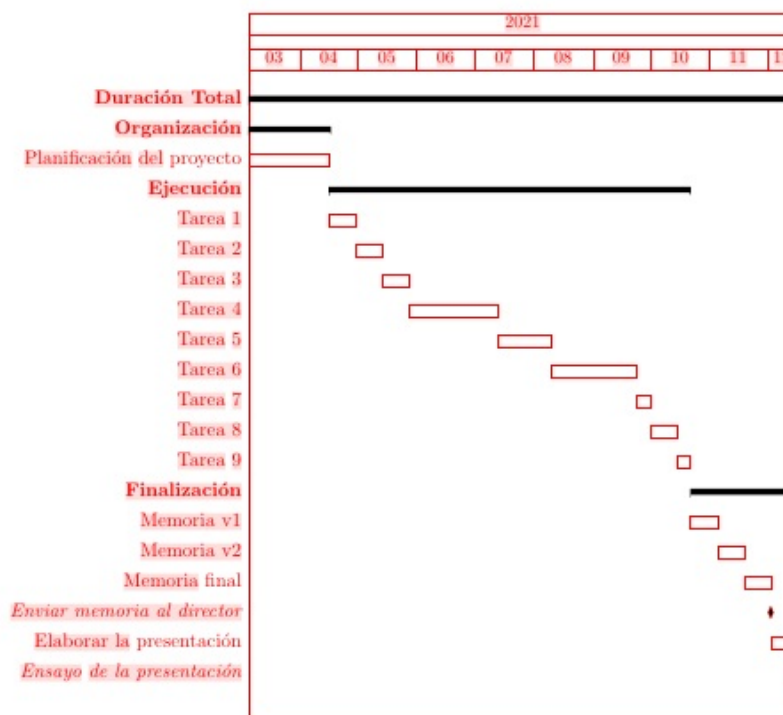 2021
03 04 05 06 07 08 09 10 11
Duración Total
Organización
Planificación del proyecto
Ejecución
Tarea 1
Tarea 2
Tarea 3
Tarea 4
Tarea 5
Tarea 6
Tarea 7
Tarea 8
Tarea 9
Finalización
Memoria v1
Memoria v2
Memoria final
Enviar memoria al director
Elaborar la presentación
Ensayo de la presentación